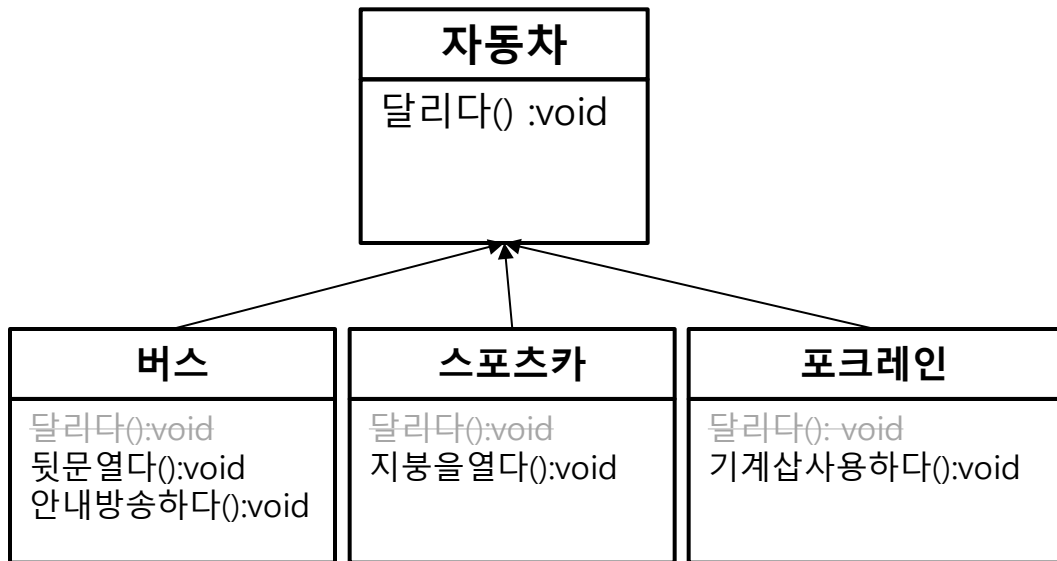 자동차
달리다() :void
버스
달리다():void
뒷문열다():void
안내방송하다():void
스포츠카
달리다():void
지붕을열다():void
포크레인
달리다(): void
기계삽사용하다():void